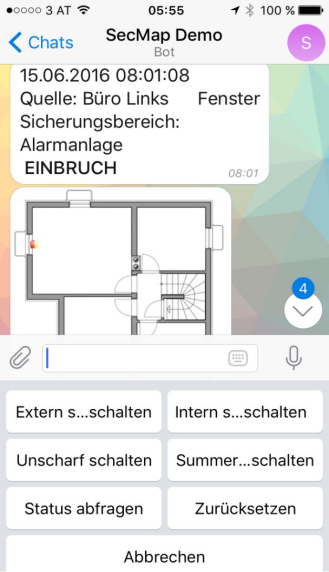 3 AT 05:55 100 %
Chats SecMap Demo S
Bot
15.06.2016 08:01:08
Quelle: Büro Links Fenster
Sicherungsbereich:
Alarmanlage
EINBRUCH 08:01
4
Extern s...schalten Intern s...schalten
Unscharf schalten Summer...schalten
Status abfragen Zurücksetzen
Abbrechen